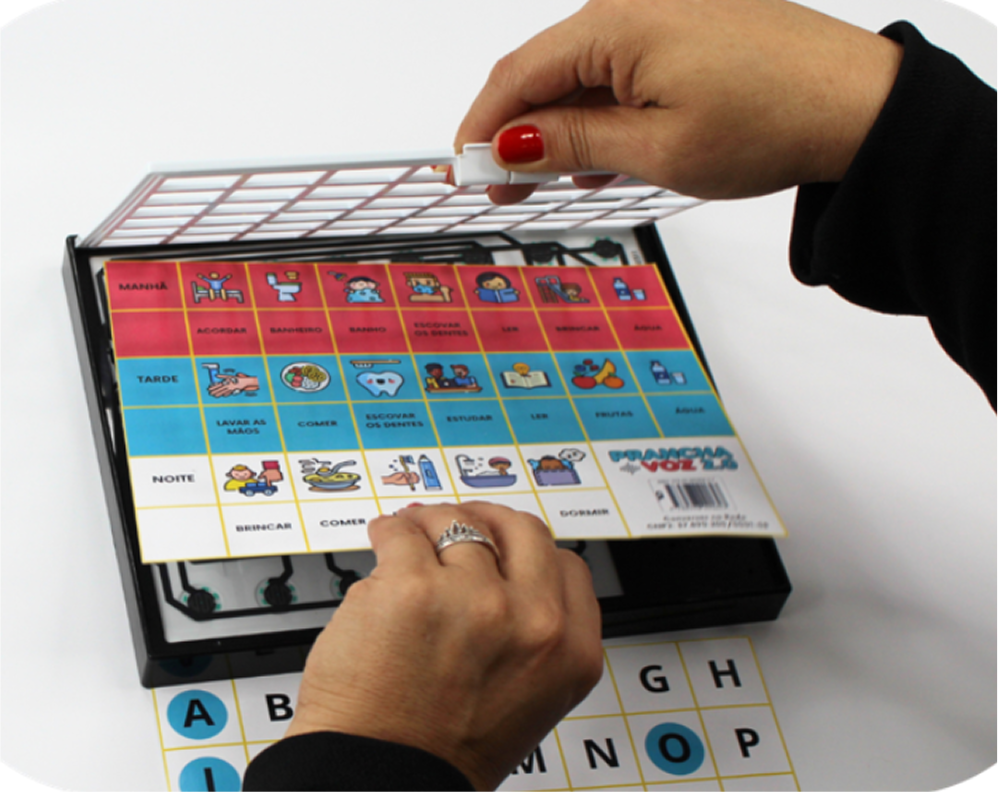 MANHÃ
ACORDAR BANHEIRO BANHO ESCOVAR OS DENTES LER BRINCAR ÁGUA
TARDE
LAVAR AS MÃOS COMER ESCOVAR OS DENTES ESTUDAR LER FRUTAS ÁGUA
NOITE
PRANCHA
VOZ
BRINCAR COMER DORMIR
A B G H
I M N O P